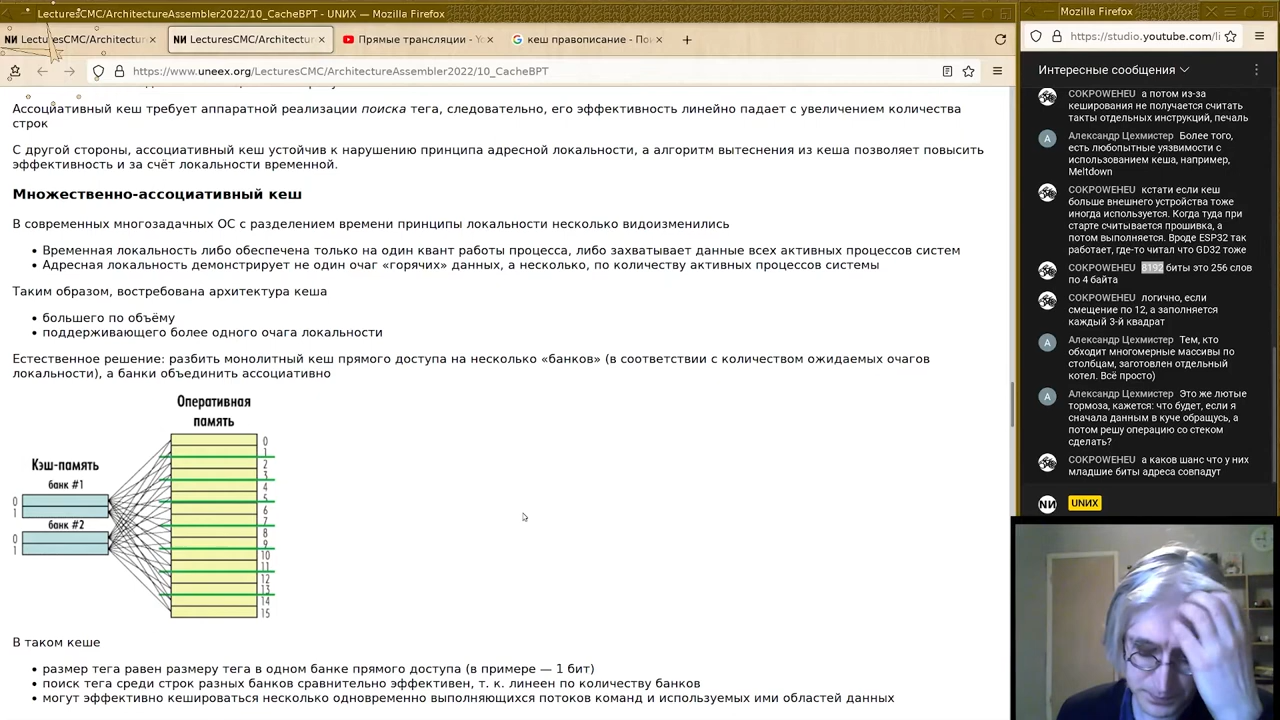 LecturesCMC/ArchitectureAssembler2022/10_CacheBPT - UNИX — Mozilla Firefox
LecturesCMC/Architectur
LecturesCMC/Architectur
Прямые трансляции - Yo
кеш правописание - Пои
https://www.uneex.org/LecturesCMC/ArchitectureAssembler2022/10_CacheBPT
Ассоциативный кеш требует аппаратной реализации поиска тега, следовательно, его эффективность линейно падает с увеличением количества
строк
С другой стороны, ассоциативный кеш устойчив к нарушению принципа адресной локальности, а алгоритм вытеснения из кеша позволяет повысить
эффективность и за счёт локальности временной.
Множественно-ассоциативный кеш
В современных многозадачных ОС с разделением времени принципы локальности несколько видоизменились
• Временная локальность либо обеспечена только на один квант работы процесса, либо захватывает данные всех активных процессов систем
• Адресная локальность демонстрирует не один очаг «горячих» данных, а несколько, по количеству активных процессов системы
Таким образом, востребована архитектура кеша
• большего по объёму
• поддерживающего более одного очага локальности
Естественное решение: разбить монолитный кеш прямого доступа на несколько «банков» (в соответствии с количеством ожидаемых очагов
локальности), а банки объединить ассоциативно
Оперативная
память
Кэш-память
банк #1
0
1
банк #2
0
1
0
1
2
3
4
5
6
7
8
9
10
11
12
13
14
15
В таком кеше
• размер тега равен размеру тега в одном банке прямого доступа (в примере — 1 бит)
• поиск тега среди строк разных банков сравнительно эффективен, т. к. линеен по количеству банков
• могут эффективно кешироваться несколько одновременно выполняющихся потоков команд и используемых ими областей данных
Mozilla Firefox
https://studio.youtube.com/li
Интересные сообщения
COKPOWEHEU а потом из-за
кеширования не получается считать
такты отдельных инструкций, печаль
А Александр Цехмистер Более того,
есть любопытные уязвимости с
использованием кеша, например,
Meltdown
COKPOWEHEU кстати если кеш
больше внешнего устройства тоже
иногда используется. Когда туда при
старте считывается прошивка, а
потом выполняется. Вроде ESP32 так
работает, где-то читал что GD32 тоже
COKPOWEHEU 8192 биты это 256 слов
по 4 байта
COKPOWEHEU логично, если
смещение по 12, а заполняется
каждый 3-й квадрат
А Александр Цехмистер Тем, кто
обходит многомерные массивы по
столбцам, заготовлен отдельный
котел. Всё просто)
А Александр Цехмистер Это же лютые
тормоза, кажется: что будет, если я
сначала данным в куче обращусь, а
потом решу операцию со стеком
сделать?
COKPOWEHEU а каков шанс что у них
младшие биты адреса совпадут
NИ UNИX